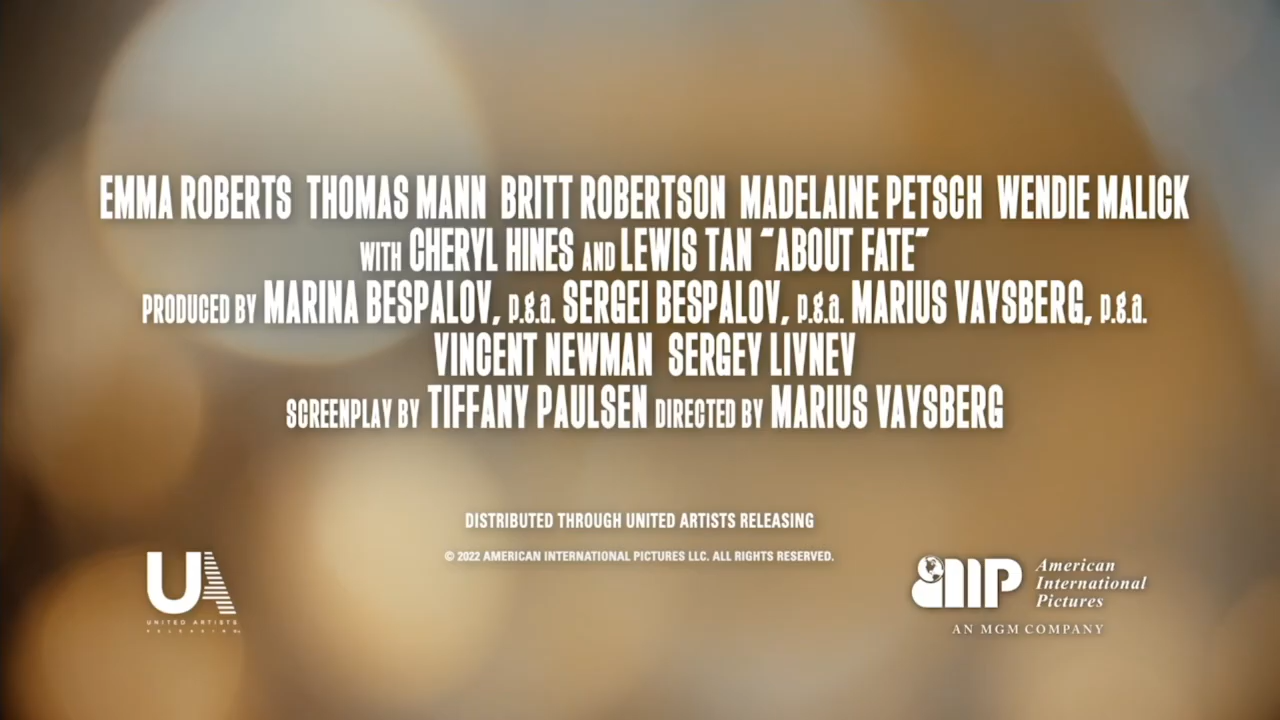 EMMA ROBERTS THOMAS MANN BRITT ROBERTSON MADELAINE PETSCH WENDIE MALICK
WITH CHERYL HINES AND LEWIS TAN "ABOUT FATE"
PRODUCED BY MARINA BESPALOV, p.g.a. SERGEI BESPALOV, p.g.a. MARIUS VAYSBERG, p.g.a.
VINCENT NEWMAN SERGEY LIVNEV
SCREENPLAY BY TIFFANY PAULSEN DIRECTED BY MARIUS VAYSBERG
DISTRIBUTED THROUGH UNITED ARTISTS RELEASING
© 2022 AMERICAN INTERNATIONAL PICTURES LLC. ALL RIGHTS RESERVED.
UA
UNITED ARTISTS
RELEASING
aip
American
International
Pictures
AN MGM COMPANY